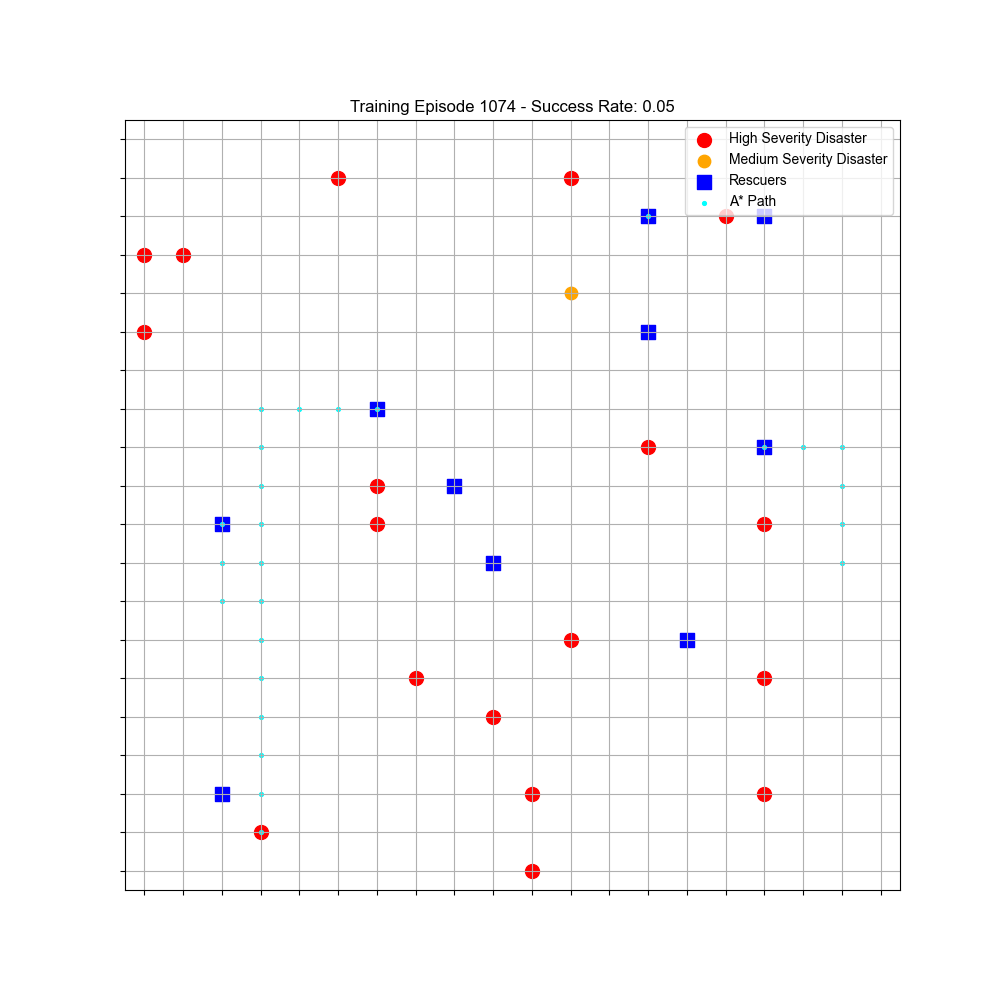 Training Episode 1074 - Success Rate: 0.05
High Severity Disaster
Medium Severity Disaster
Rescuers
A* Path